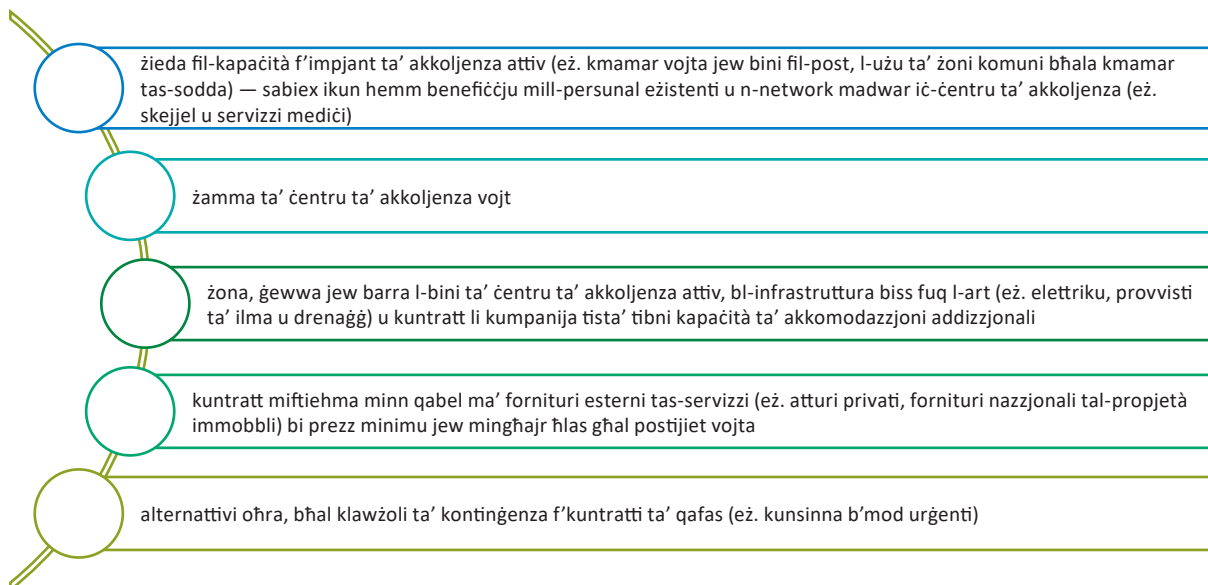 żieda fil-kapaċità f'impjant ta' akkoljenza attiv (eż. kmamar vojta jew bini fil-post, l-użu ta' żoni komuni bħala kmamar
tas-sodda) — sabiex ikun hemm benefiċċju mill-persunal eżistenti u n-network madwar iċ-ċentru ta' akkoljenza (eż.
skejjel u servizzi mediċi)
żamma ta' ċentru ta' akkoljenza vojt
żona, ġewwa jew barra l-bini ta' ċentru ta' akkoljenza attiv, bl-infrastruttura biss fuq l-art (eż. elettriku, provvisti
ta' ilma u drenaġġ) u kuntratt li kumpanija tista' tibni kapaċità ta' akkomodazzjoni addizzjonali
kuntratt miftiehma minn qabel ma' fornituri esterni tas-servizzi (eż. atturi privati, fornituri nazzjonali tal-propjetà
immobbli) bi prezz minimu jew mingħajr ħlas għal postijiet vojta
alternattivi oħra, bħal klawżoli ta' kontinġenza f'kuntratti ta' qafas (eż. kunsinna b'mod urġenti)